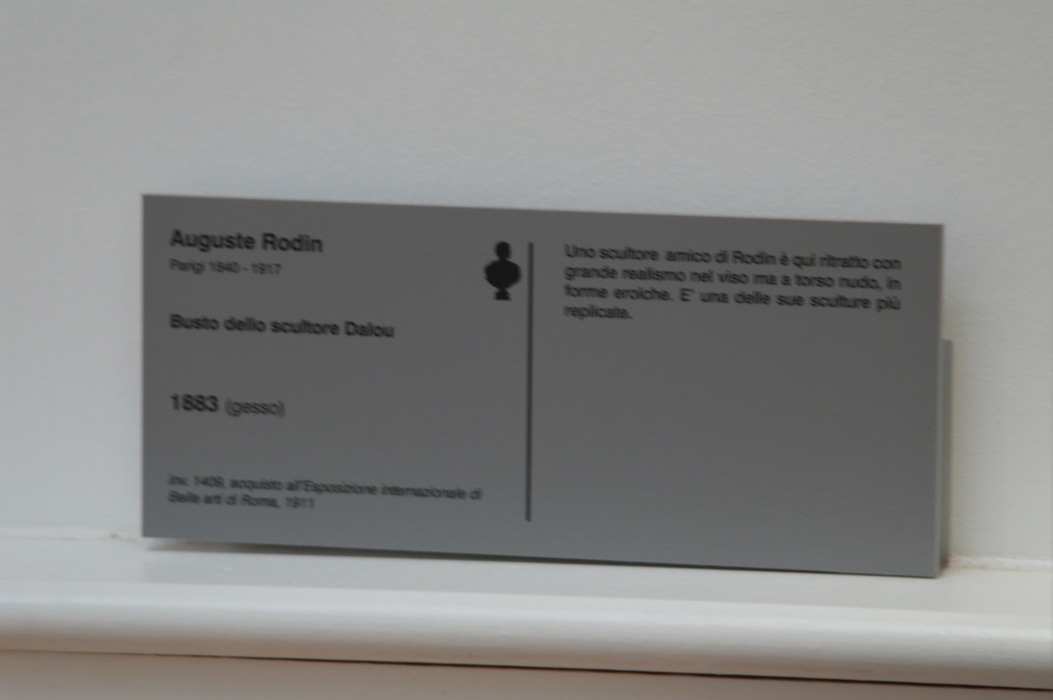 Auguste Rodin
Parigi 1840 - 1917
Busto dello scultore Dalou
1883 (gesso)
inv. 1409, acquisto all'Esposizione internazionale di
Belle arti di Roma, 1911
Uno scultore amico di Rodin è qui ritratto con
grande realismo nel viso ma a torso nudo, in
forme eroiche. E' una delle sue sculture più
replicate.